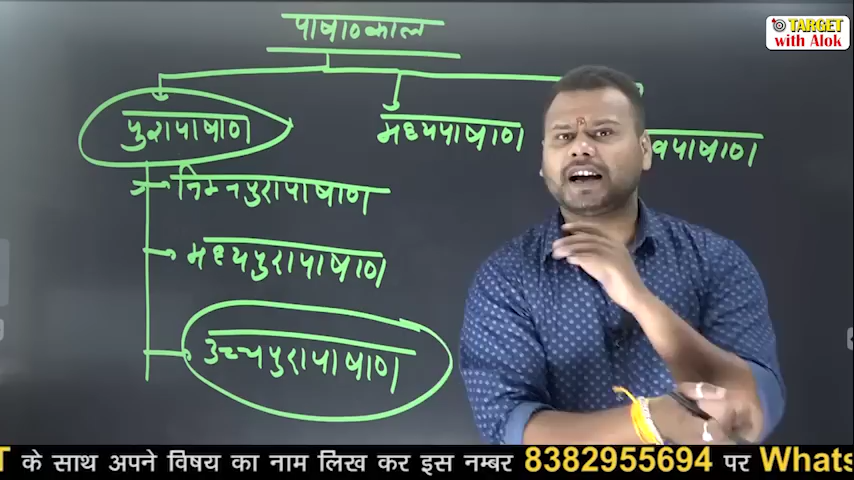 पाषाणकाल
पुरापाषाण
मध्यपाषाण
वपाषाण
निम्नपुरापाषाण
मध्यपुरापाषाण
उच्चपुरापाषाण
TARGET
with Alok
T के साथ अपने विषय का नाम लिख कर इस नम्बर 8382955694 पर Whats